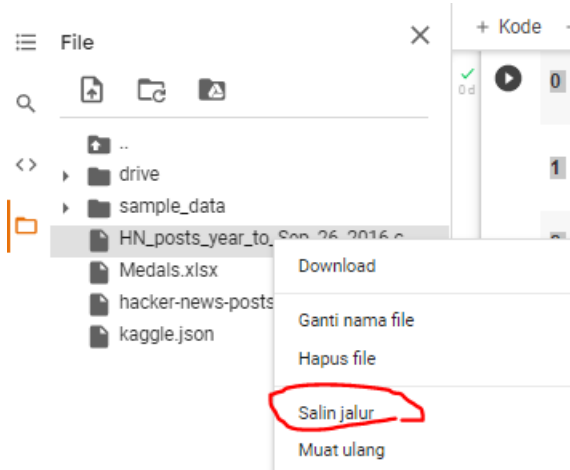 + Kode
File
0 d
0
..
drive
1
sample_data
HN_posts_year_to_Sep_26_2016.c
Medals.xlsx
Download
hacker-news-posts
Ganti nama file
kaggle.json
Hapus file
Salin jalur
Muat ulang